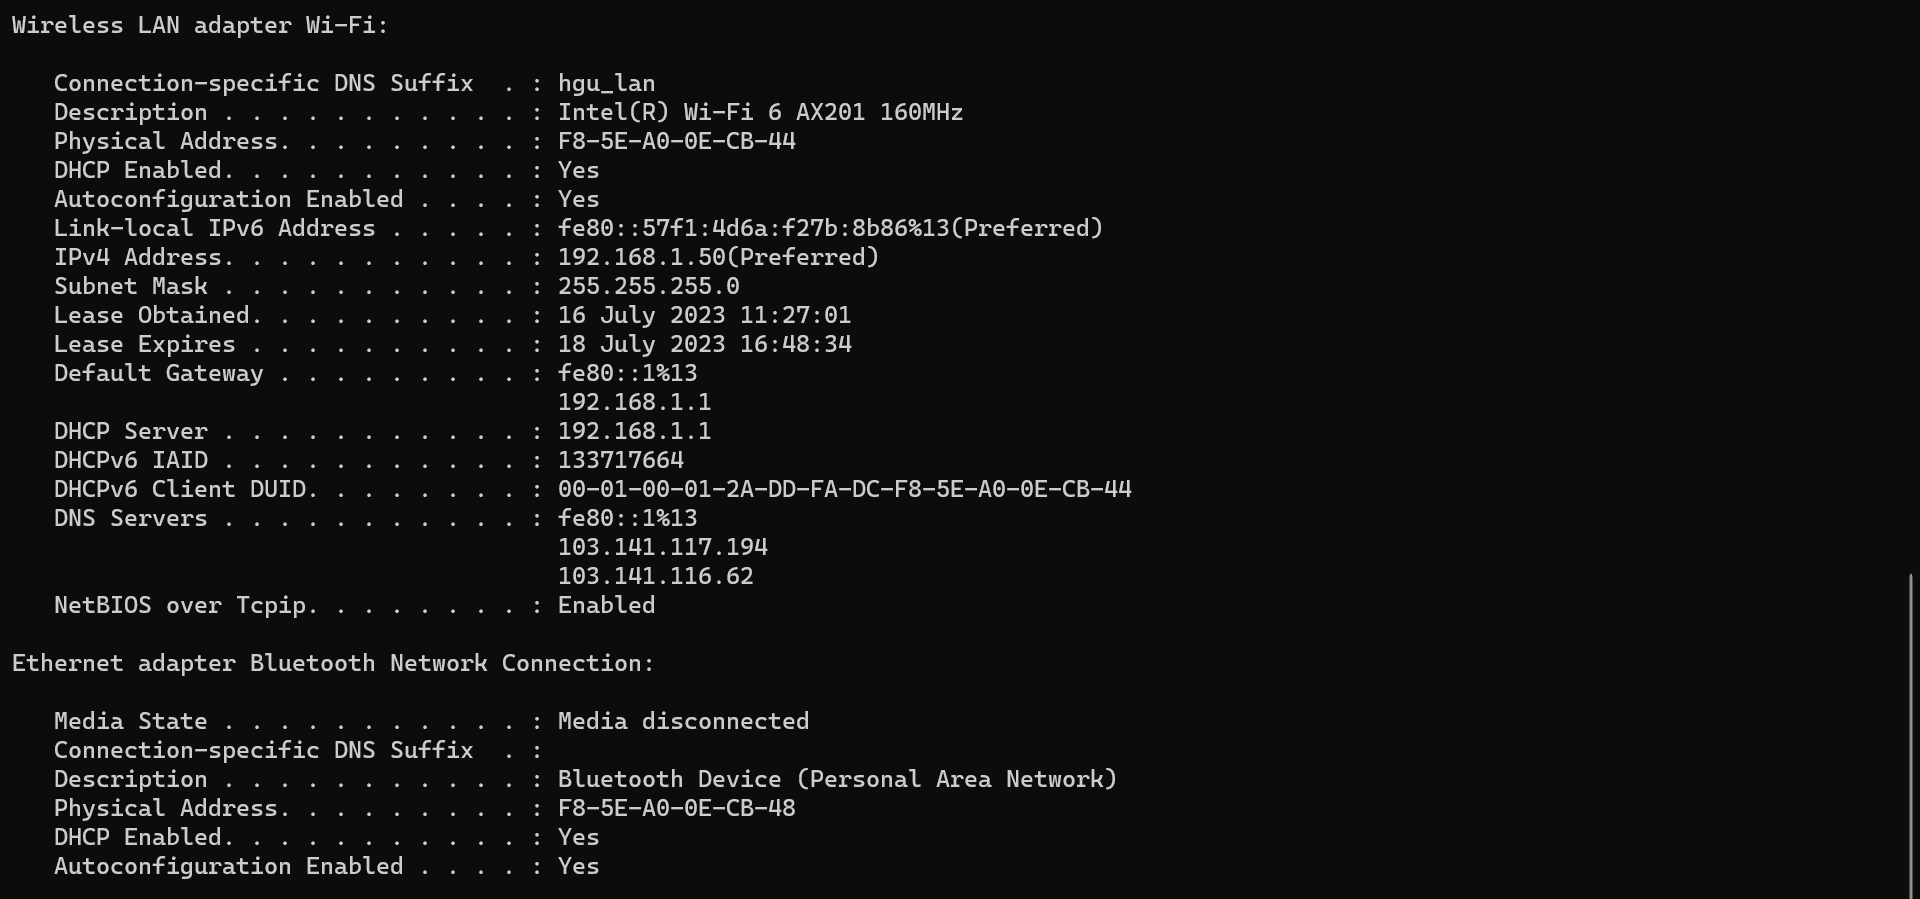 Wireless LAN adapter Wi-Fi:

   Connection-specific DNS Suffix  . : hgu_lan
   Description . . . . . . . . . . . : Intel(R) Wi-Fi 6 AX201 160MHz
   Physical Address. . . . . . . . . : F8-5E-A0-0E-CB-44
   DHCP Enabled. . . . . . . . . . . : Yes
   Autoconfiguration Enabled . . . . : Yes
   Link-local IPv6 Address . . . . . : fe80::57f1:4d6a:f27b:8b86%13(Preferred)
   IPv4 Address. . . . . . . . . . . : 192.168.1.50(Preferred)
   Subnet Mask . . . . . . . . . . . : 255.255.255.0
   Lease Obtained. . . . . . . . . . : 16 July 2023 11:27:01
   Lease Expires . . . . . . . . . . : 18 July 2023 16:48:34
   Default Gateway . . . . . . . . . : fe80::1%13
                                       192.168.1.1
   DHCP Server . . . . . . . . . . . : 192.168.1.1
   DHCPv6 IAID . . . . . . . . . . . : 133717664
   DHCPv6 Client DUID. . . . . . . . : 00-01-00-01-2A-DD-FA-DC-F8-5E-A0-0E-CB-44
   DNS Servers . . . . . . . . . . . : fe80::1%13
                                       103.141.117.194
                                       103.141.116.62
   NetBIOS over Tcpip. . . . . . . . : Enabled

Ethernet adapter Bluetooth Network Connection:

   Media State . . . . . . . . . . . : Media disconnected
   Connection-specific DNS Suffix  . :
   Description . . . . . . . . . . . : Bluetooth Device (Personal Area Network)
   Physical Address. . . . . . . . . : F8-5E-A0-0E-CB-48
   DHCP Enabled. . . . . . . . . . . : Yes
   Autoconfiguration Enabled . . . . : Yes